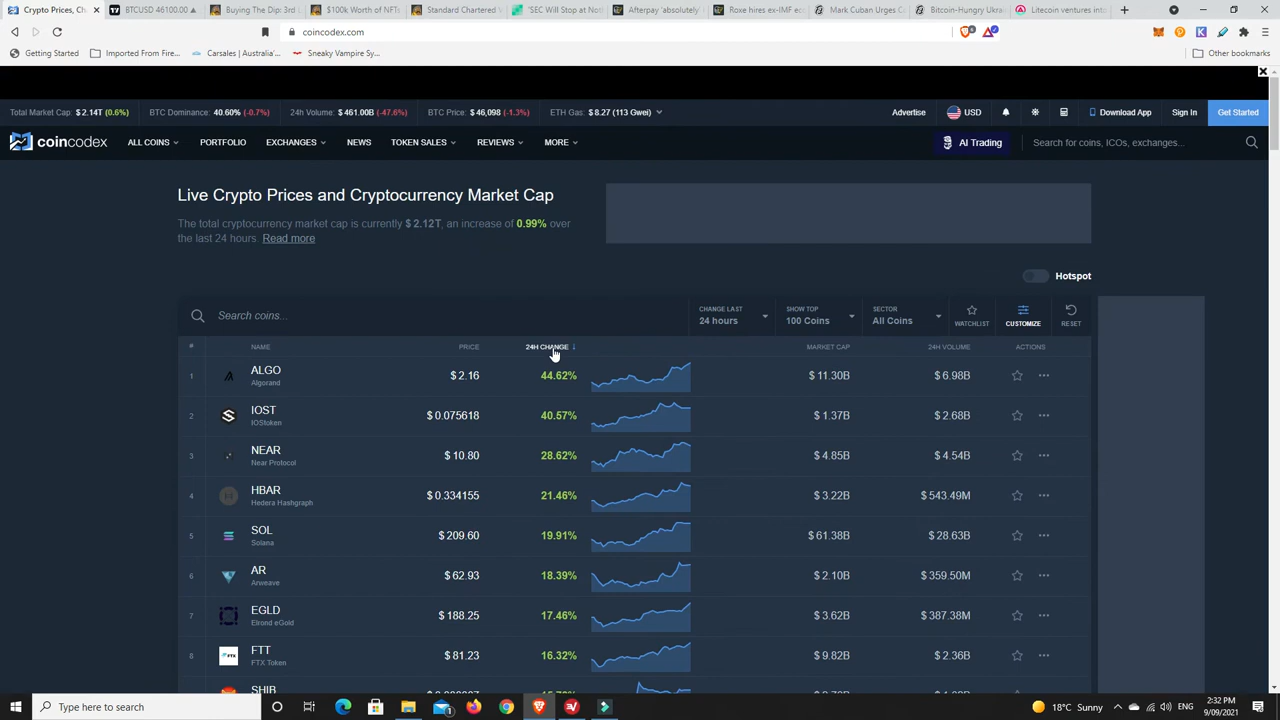 Crypto Prices, Ch
BTCUSD 46100.00
Buying The Dip: 3rd L
$100k Worth of NFTs
Standard Chartered V
'SEC Will Stop at Not
Afterpay 'absolutely'
Roxe hires ex-IMF ec
Mark Cuban Urges C
Bitcoin-Hungry Ukra
Litecoin ventures into
coincodex.com
Getting Started
Imported From Fire...
Carsales | Australia'...
Sneaky Vampire Sy...
Other bookmarks
Total Market Cap: $ 2.14T (0.6%)
BTC Dominance: 40.60% (-0.7%)
24h Volume: $ 461.00B (-47.6%)
BTC Price: $ 46,098 (-1.3%)
ETH Gas: $ 8.27 (113 Gwei)
Advertise
USD
Download App
Sign In
Get Started
coincodex
ALL COINS
PORTFOLIO
EXCHANGES
NEWS
TOKEN SALES
REVIEWS
MORE
AI Trading
Search for coins, ICOs, exchanges...
Live Crypto Prices and Cryptocurrency Market Cap
The total cryptocurrency market cap is currently $ 2.12T, an increase of 0.99% over
the last 24 hours. Read more
Hotspot
Search coins...
CHANGE LAST
24 hours
SHOW TOP
100 Coins
SECTOR
All Coins
WATCHLIST
CUSTOMIZE
RESET
# NAME PRICE 24H CHANGE ↓ MARKET CAP 24H VOLUME ACTIONS
1 ALGO $ 2.16 44.62% $ 11.30B $ 6.98B
Algorand
2 IOST $ 0.075618 40.57% $ 1.37B $ 2.68B
IOStoken
3 NEAR $ 10.80 28.62% $ 4.85B $ 4.54B
Near Protocol
4 HBAR $ 0.334155 21.46% $ 3.22B $ 543.49M
Hedera Hashgraph
5 SOL $ 209.60 19.91% $ 61.38B $ 28.63B
Solana
6 AR $ 62.93 18.39% $ 2.10B $ 359.50M
Arweave
7 EGLD $ 188.25 17.46% $ 3.62B $ 387.38M
Elrond eGold
8 FTT $ 81.23 16.32% $ 9.82B $ 2.36B
FTX Token
SHIB
Type here to search
18°C Sunny
ENG
2:32 PM
9/09/2021